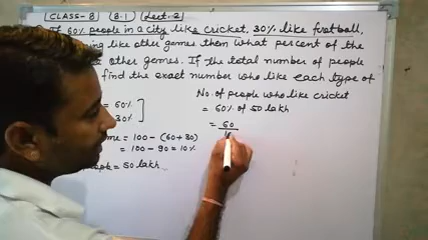 CLASS-8 (8.1) Lect.2
If 60% people in a city like cricket, 30% like football,
ing like other games then what percent of the
other games. If the total number of people
find the exact number who like each type of
No. of people who like cricket
= 60%
= 60% of 50 lakh
30%
= 60
me = 100 - (60+30)
= 100 - 90 = 10%
people = 50 lakh